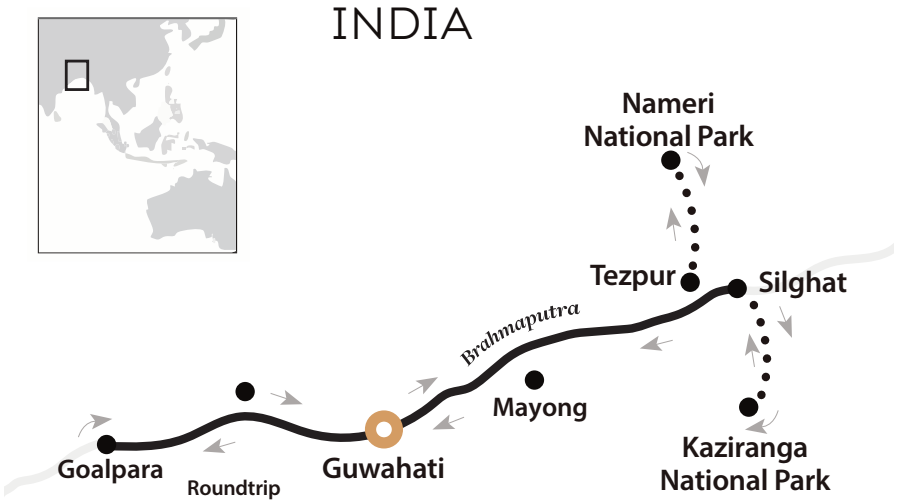 INDIA
Nameri
National Park
Tezpur
Silghat
Brahmaputra
Mayong
Kaziranga
National Park
Guwahati
Goalpara
Roundtrip